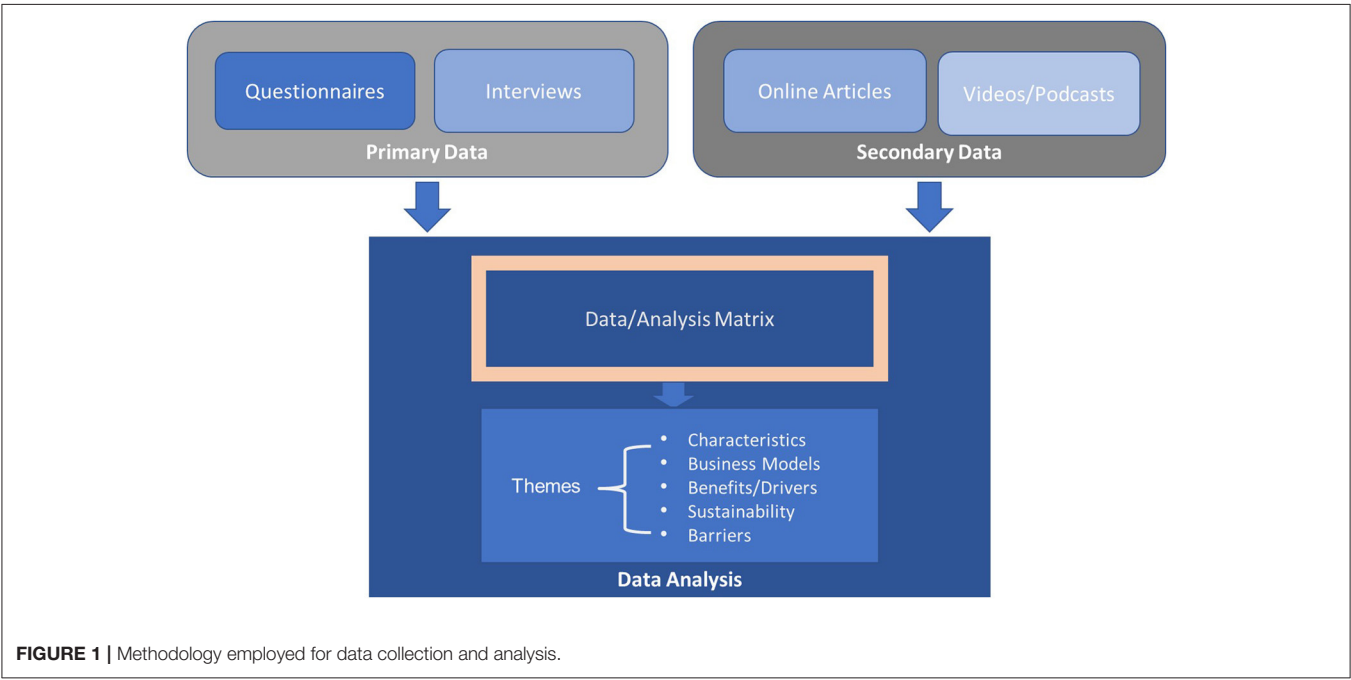 Questionnaires
Interviews
Primary Data
Online Articles
Videos/Podcasts
Secondary Data
Data/Analysis Matrix
Themes
• Characteristics
• Business Models
• Benefits/Drivers
• Sustainability
• Barriers
Data Analysis
FIGURE 1 | Methodology employed for data collection and analysis.